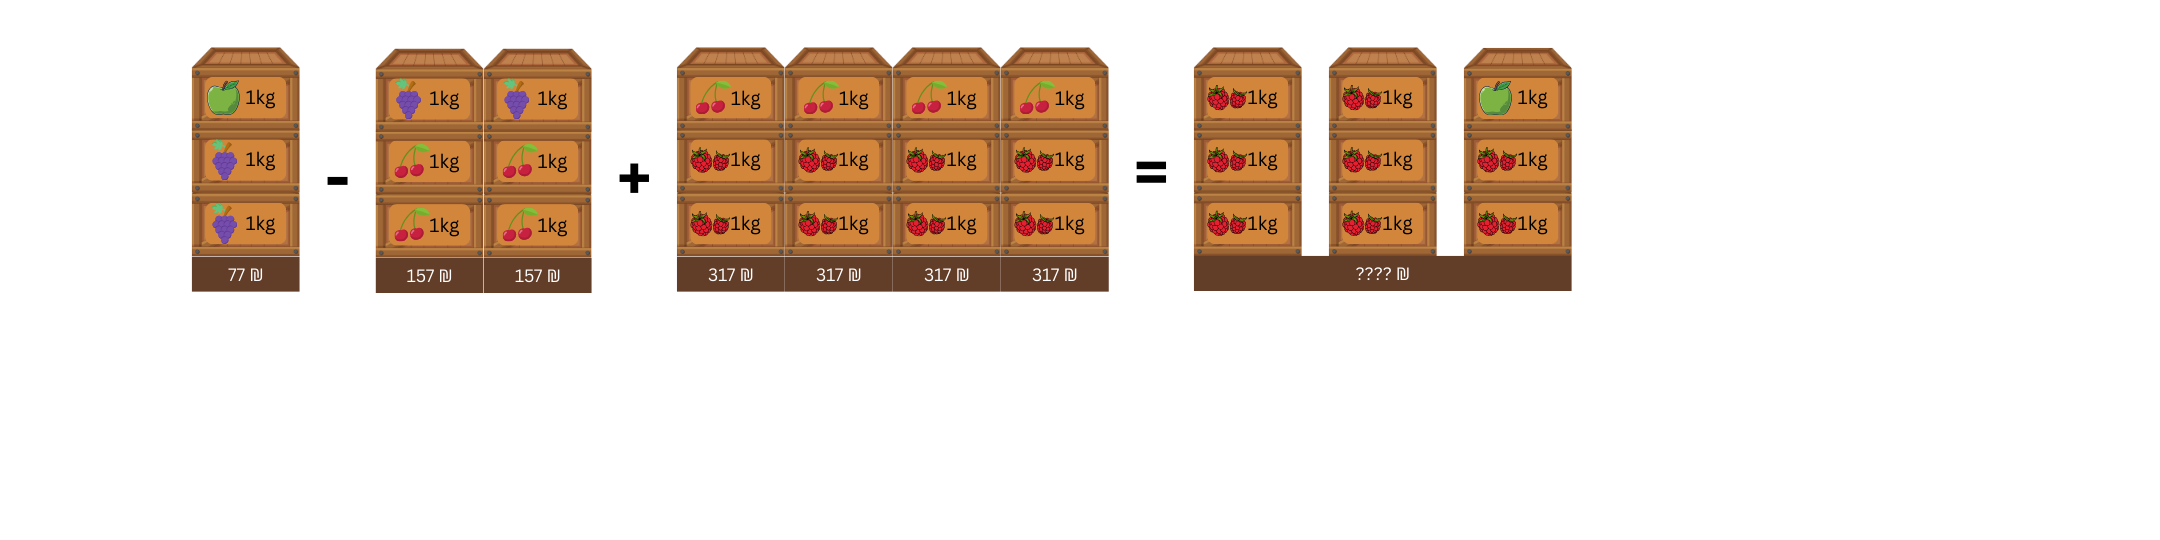 1kg - 1kg 1kg + 1kg 1kg 1kg 1kg = 1kg 1kg 1kg
1kg 1kg 1kg 1kg 1kg 1kg 1kg 1kg 1kg 1kg
1kg 1kg 1kg 1kg 1kg 1kg 1kg 1kg 1kg 1kg
77 ₪ 157 ₪ 157 ₪ 317 ₪ 317 ₪ 317 ₪ 317 ₪ ???? ₪